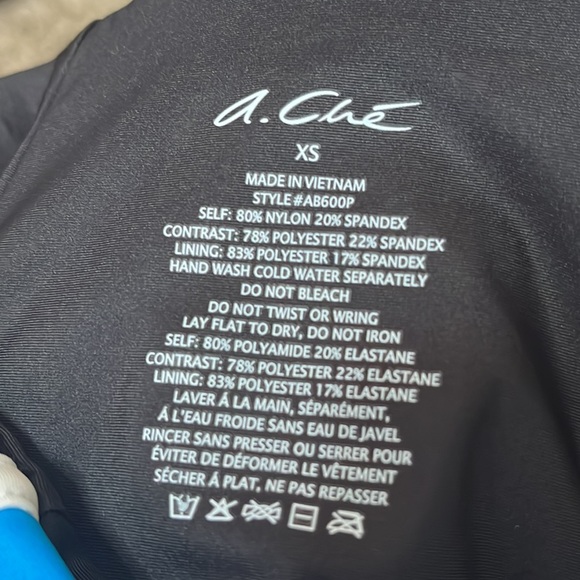 a.Ché
XS
MADE IN VIETNAM
STYLE #AB600P
SELF: 80% NYLON 20% SPANDEX
CONTRAST: 78% POLYESTER 22% SPANDEX
LINING: 83% POLYESTER 17% SPANDEX
HAND WASH COLD WATER SEPARATELY
DO NOT BLEACH
DO NOT TWIST OR WRING
LAY FLAT TO DRY, DO NOT IRON
SELF: 80% POLYAMIDE 20% ELASTANE
CONTRAST: 78% POLYESTER 22% ELASTANE
LINING: 83% POLYESTER 17% ELASTANE
LAVER Á LA MAIN, SÉPARÉMENT,
Á L'EAU FROIDE SANS EAU DE JAVEL
RINCER SANS PRESSER OU SERRER POUR
ÉVITER DE DÉFORMER LE VÊTEMENT
SÉCHER Á PLAT, NE PAS REPASSER